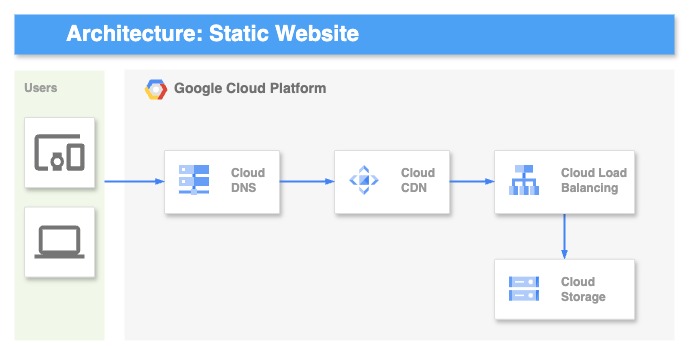 Architecture: Static Website
Users
Google Cloud Platform
Cloud
DNS
Cloud
CDN
Cloud Load
Balancing
Cloud
Storage